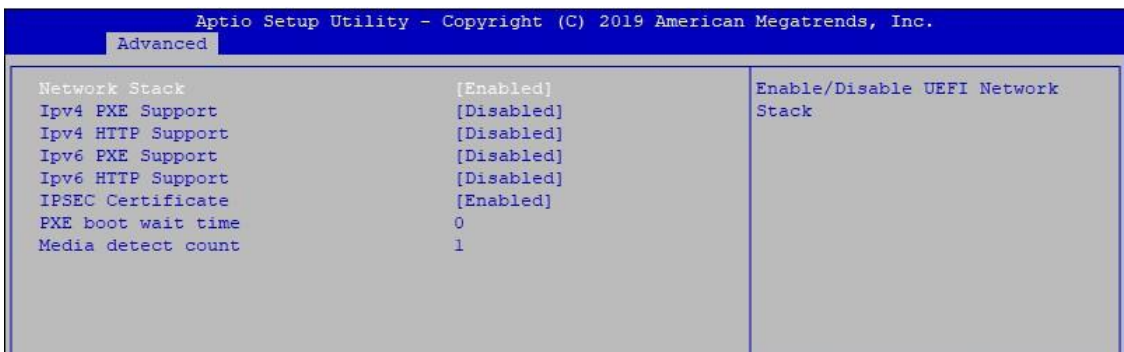 Aptio Setup Utility - Copyright (C) 2019 American Megatrends, Inc.
Advanced
Network Stack [Enabled]
Ipv4 PXE Support [Disabled]
Ipv4 HTTP Support [Disabled]
Ipv6 PXE Support [Disabled]
Ipv6 HTTP Support [Disabled]
IPSEC Certificate [Enabled]
PXE boot wait time 0
Media detect count 1
Enable/Disable UEFI Network
Stack